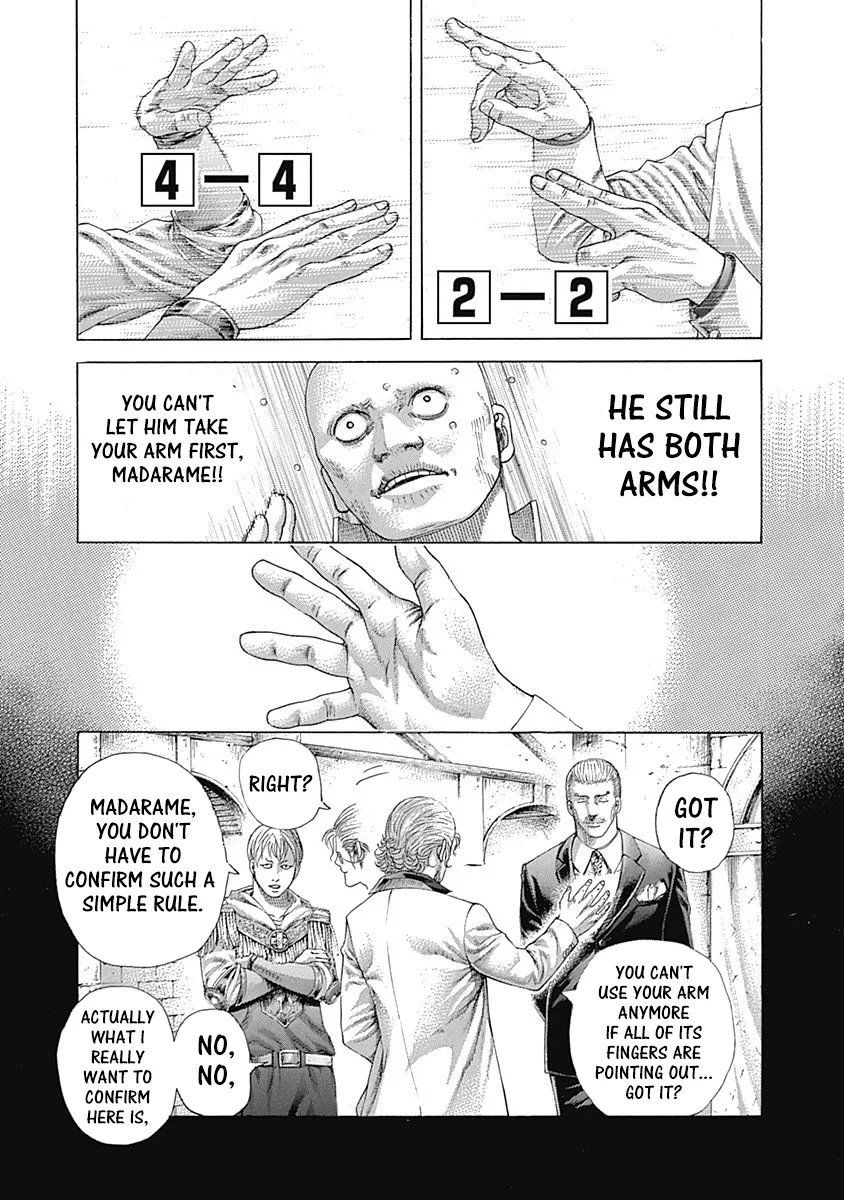 2 — 2
4 — 4
HE STILL
HAS BOTH
ARMS!!
YOU CAN'T
LET HIM TAKE
YOUR ARM FIRST,
MADARAME!!
GOT
IT?
YOU CAN'T
USE YOUR ARM
ANYMORE
IF ALL OF ITS
FINGERS ARE
POINTING OUT...
GOT IT?
RIGHT?
MADARAME,
YOU DON'T
HAVE TO
CONFIRM SUCH A
SIMPLE RULE.
NO,
NO,
ACTUALLY
WHAT I
REALLY
WANT TO
CONFIRM
HERE IS,